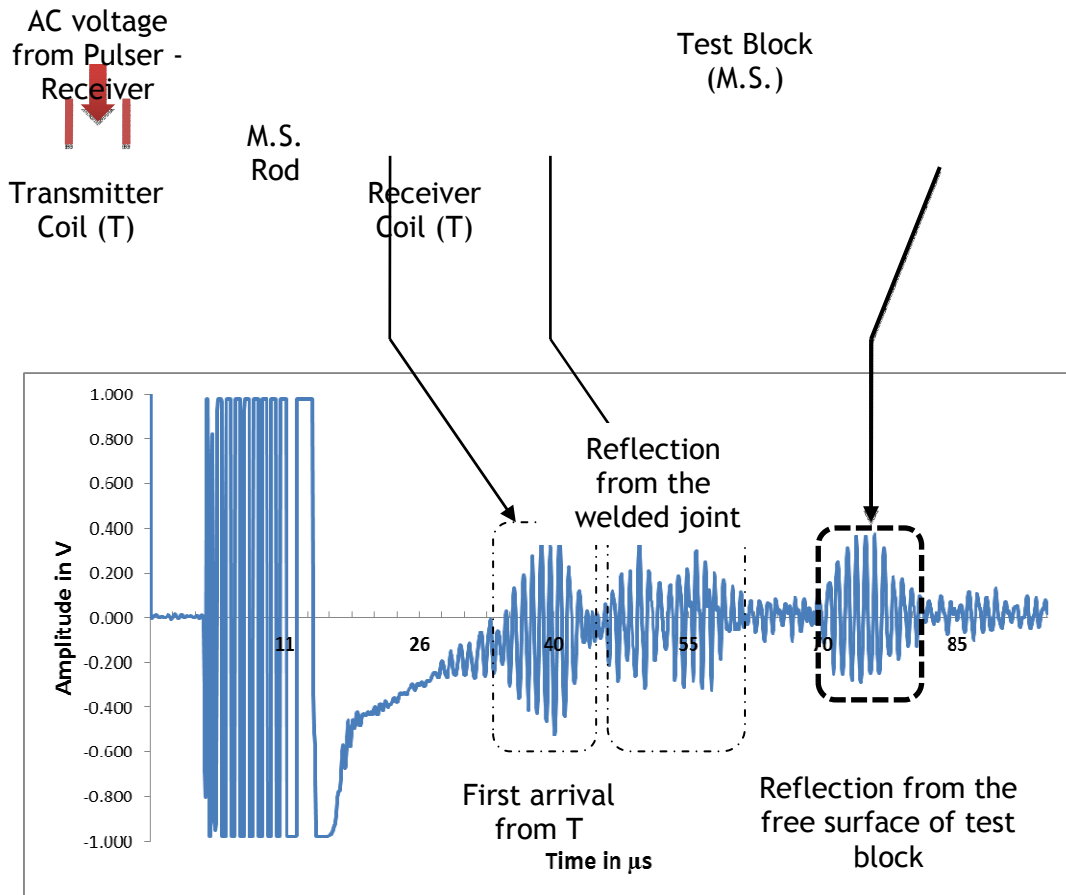 AC voltage
from Pulser -
Receiver
Test Block
(M.S.)
M.S.
Rod
Transmitter
Coil (T)
Receiver
Coil (T)
1.000
0.800
0.600
0.400
0.200
0.000
-0.200
-0.400
-0.600
-0.800
-1.000
Amplitude in V
Reflection
from the
welded joint
11 26 40 55 70 85
First arrival
from T
Reflection from the
free surface of test
block
Time in μs